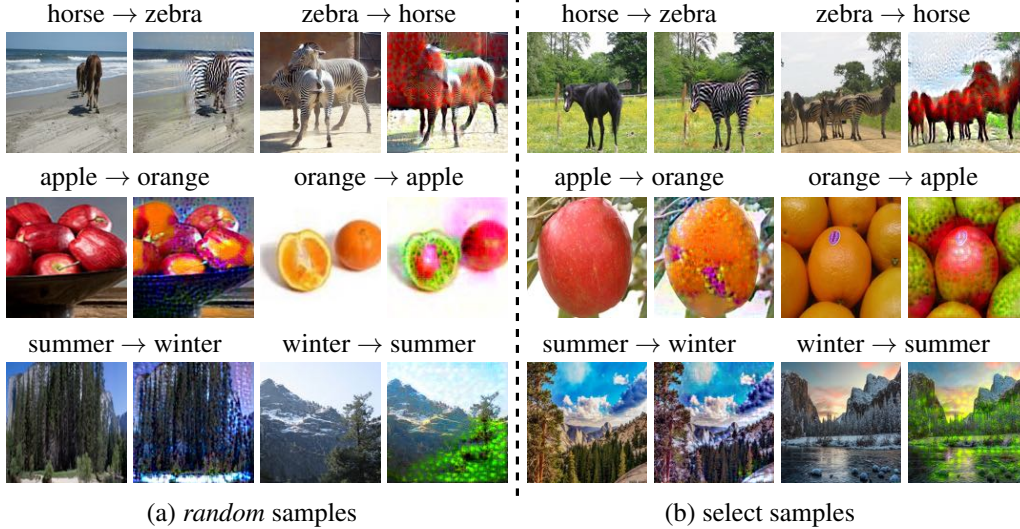 horse → zebra
zebra → horse
horse → zebra
zebra → horse
apple → orange
orange → apple
apple → orange
orange → apple
summer → winter
winter → summer
summer → winter
winter → summer
(a) random samples
(b) select samples